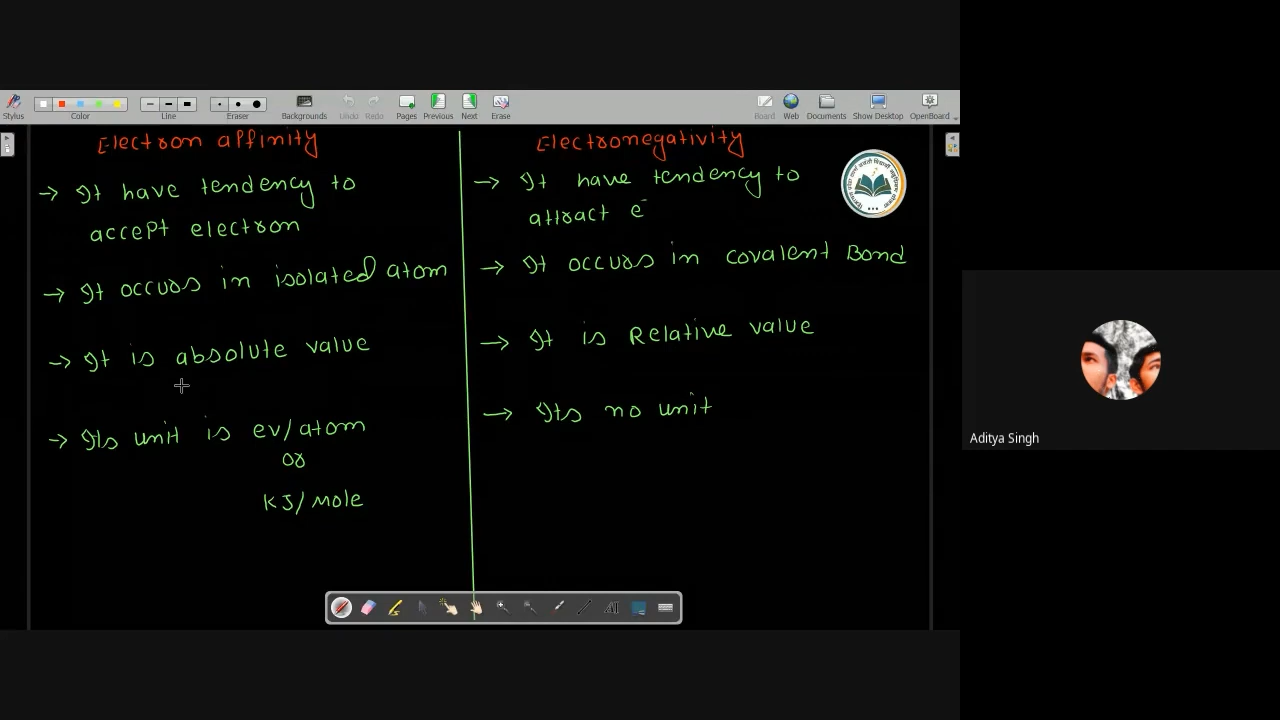 Stylus
Color
Line
Eraser
Backgrounds
Undo
Redo
Pages
Previous
Next
Erase
Board
Web
Documents
Show Desktop
OpenBoard
Electron affinity
→ It have tendency to
accept electron
→ It occurs in isolated atom
→ It is absolute value
→ Its unit is ev/atom
or
KJ/mole
Electronegativity
→ It have tendency to
attract e⁻
→ It occurs in covalent Bond
→ It is Relative value
→ Its no unit
Aditya Singh